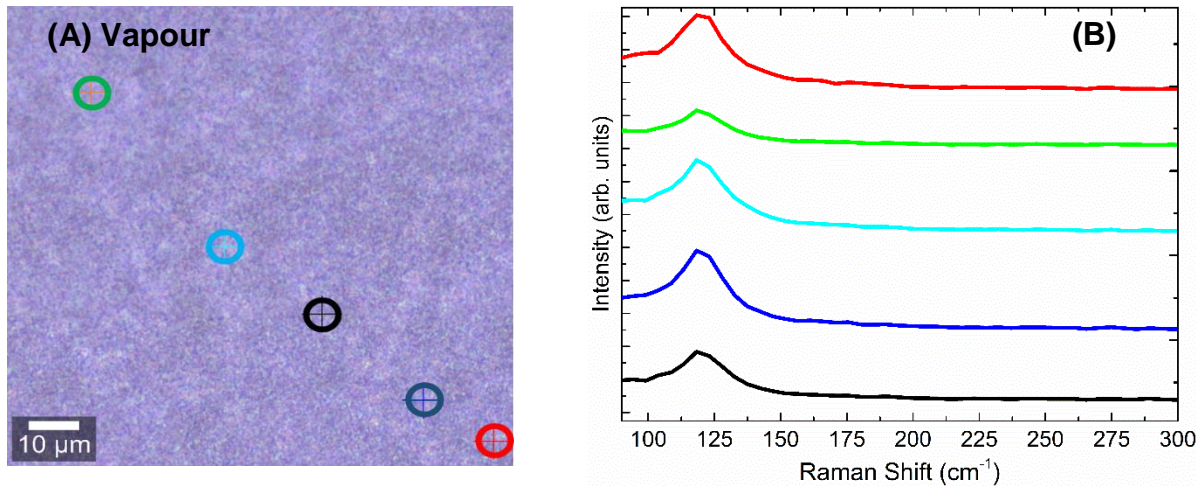 (A) Vapour
10 µm
(B)
Intensity (arb. units)
100 125 150 175 200 225 250 275 300
Raman Shift (cm⁻¹)